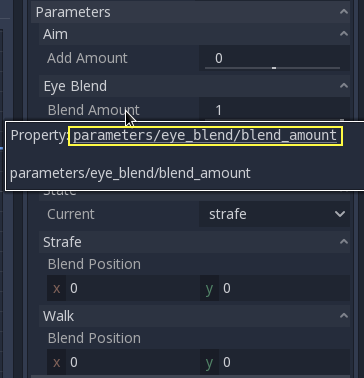 Parameters
Aim
Add Amount 0
Eye Blend
Blend Amount 1
Property: parameters/eye_blend/blend_amount
parameters/eye_blend/blend_amount
State
Current strafe
Strafe
Blend Position
x 0 y 0
Walk
Blend Position
x 0 y 0